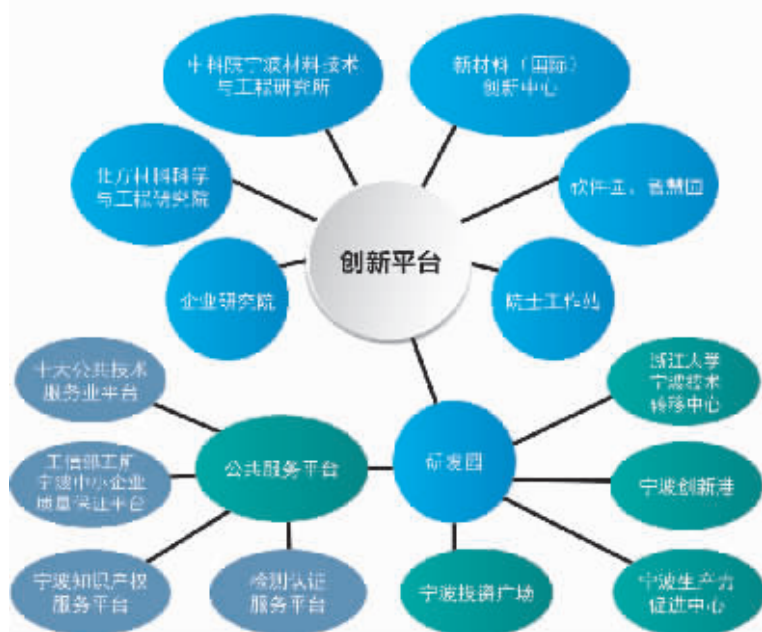 中科院宁波材料技术
与工程研究所
新材料（国际）
创新中心
北方材料科学
与工程研究院
软件园、智慧园
创新平台
企业研究院
院士工作站
十大公共技术
服务业平台
浙江大学
宁波技术
转移中心
工信部五所
宁波中小企业
质量保证平台
公共服务平台
研发园
宁波创新港
宁波知识产权
服务平台
检测认证
服务平台
宁波投资广场
宁波生产力
促进中心